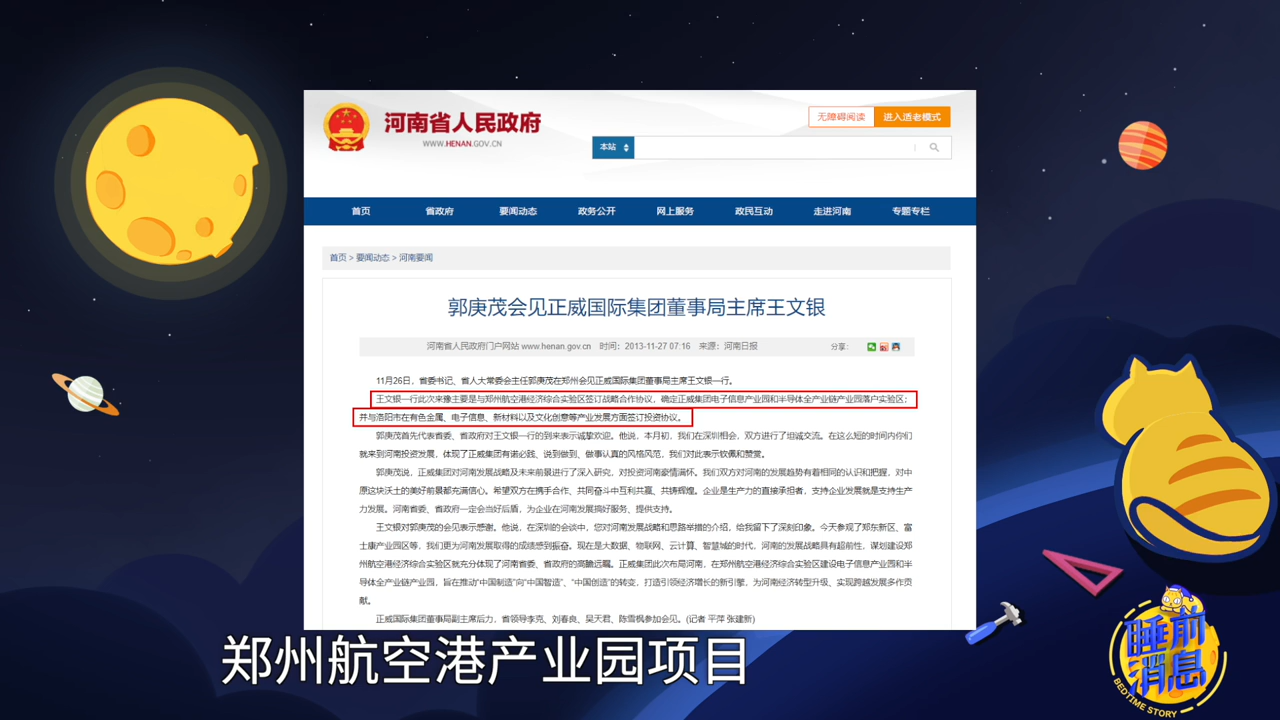 河南省人民政府
WWW.HENAN.GOV.CN
无障碍阅读 进入适老模式
本站
首页 省政府 要闻动态 政务公开 网上服务 政民互动 走进河南 专题专栏
首页 > 要闻动态 > 河南要闻
郭庚茂会见正威国际集团董事局主席王文银
河南省人民政府门户网站 www.henan.gov.cn 时间：2013-11-27 07:16 来源：河南日报 分享：
11月26日，省委书记、省人大常委会主任郭庚茂在郑州会见正威国际集团董事局主席王文银一行。
王文银一行此次来豫主要是与郑州航空港经济综合实验区签订战略合作协议，确定正威集团电子信息产业园和半导体全产业链产业园落户实验区；
并与洛阳市在有色金属、电子信息、新材料以及文化创意等产业发展方面签订投资协议。
郭庚茂首先代表省委、省政府对王文银一行的到来表示诚挚欢迎。他说，本月初，我们在深圳相会，双方进行了坦诚交流。在这么短的时间内你们
就来到河南投资发展，体现了正威集团有诺必践、说到做到、做事认真的风格风范，我们对此表示钦佩和赞赏。
郭庚茂说，正威集团对河南发展战略及未来前景进行了深入研究，对投资河南豪情满怀。我们双方对河南的发展趋势有着相同的认识和把握，对中
原这块沃土的美好前景都充满信心。希望双方在携手合作、共同奋斗中互利共赢、共铸辉煌。企业是生产力的直接承担者，支持企业发展就是支持生产
力发展。河南省委、省政府一定会当好后盾，为企业在河南发展搞好服务、提供支持。
王文银对郭庚茂的会见表示感谢。他说，在深圳的会谈中，您对河南发展战略和思路举措的介绍，给我留下了深刻印象。今天参观了郑东新区、富
士康产业园区等，我们更为河南发展取得的成绩感到振奋。现在是大数据、物联网、云计算、智慧城的时代，河南的发展战略具有超前性，谋划建设郑
州航空港经济综合实验区就充分体现了河南省委、省政府的高瞻远瞩。正威集团此次布局河南，在郑州航空港经济综合实验区建设电子信息产业园和半
导体全产业链产业园，旨在推动“中国制造”向“中国智造”、“中国创造”的转变，打造引领经济增长的新引擎，为河南经济转型升级、实现跨越发展多作贡
献。
正威国际集团董事局副主席后力，省领导李克、刘春良、吴天君、陈雪枫参加会见。(记者 平萍 张建新)
郑州航空港产业园项目
睡前
消息
BEDTIME STORY